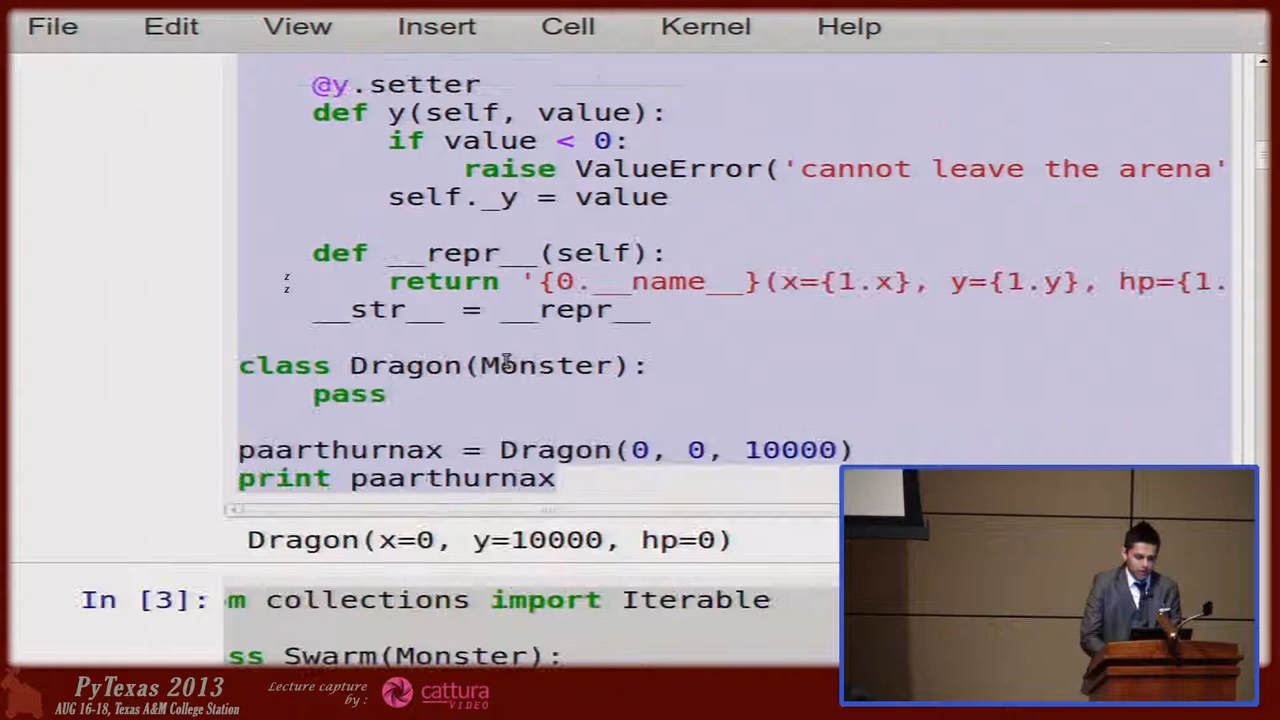 File Edit View Insert Cell Kernel Help
@y.setter
def y(self, value):
if value < 0:
raise ValueError('cannot leave the arena'
self._y = value
def __repr__(self):
z
z
return '{0.__name__}(x={1.x}, y={1.y}, hp={1.
__str__ = __repr__
class Dragon(Monster):
pass
paarthurnax = Dragon(0, 0, 10000)
print paarthurnax
Dragon(x=0, y=10000, hp=0)
In [3]: m collections import Iterable
ss Swarm(Monster):
PyTexas 2013
AUG 16-18, Texas A&M College Station
Lecture capture
by :
cattura
VIDEO